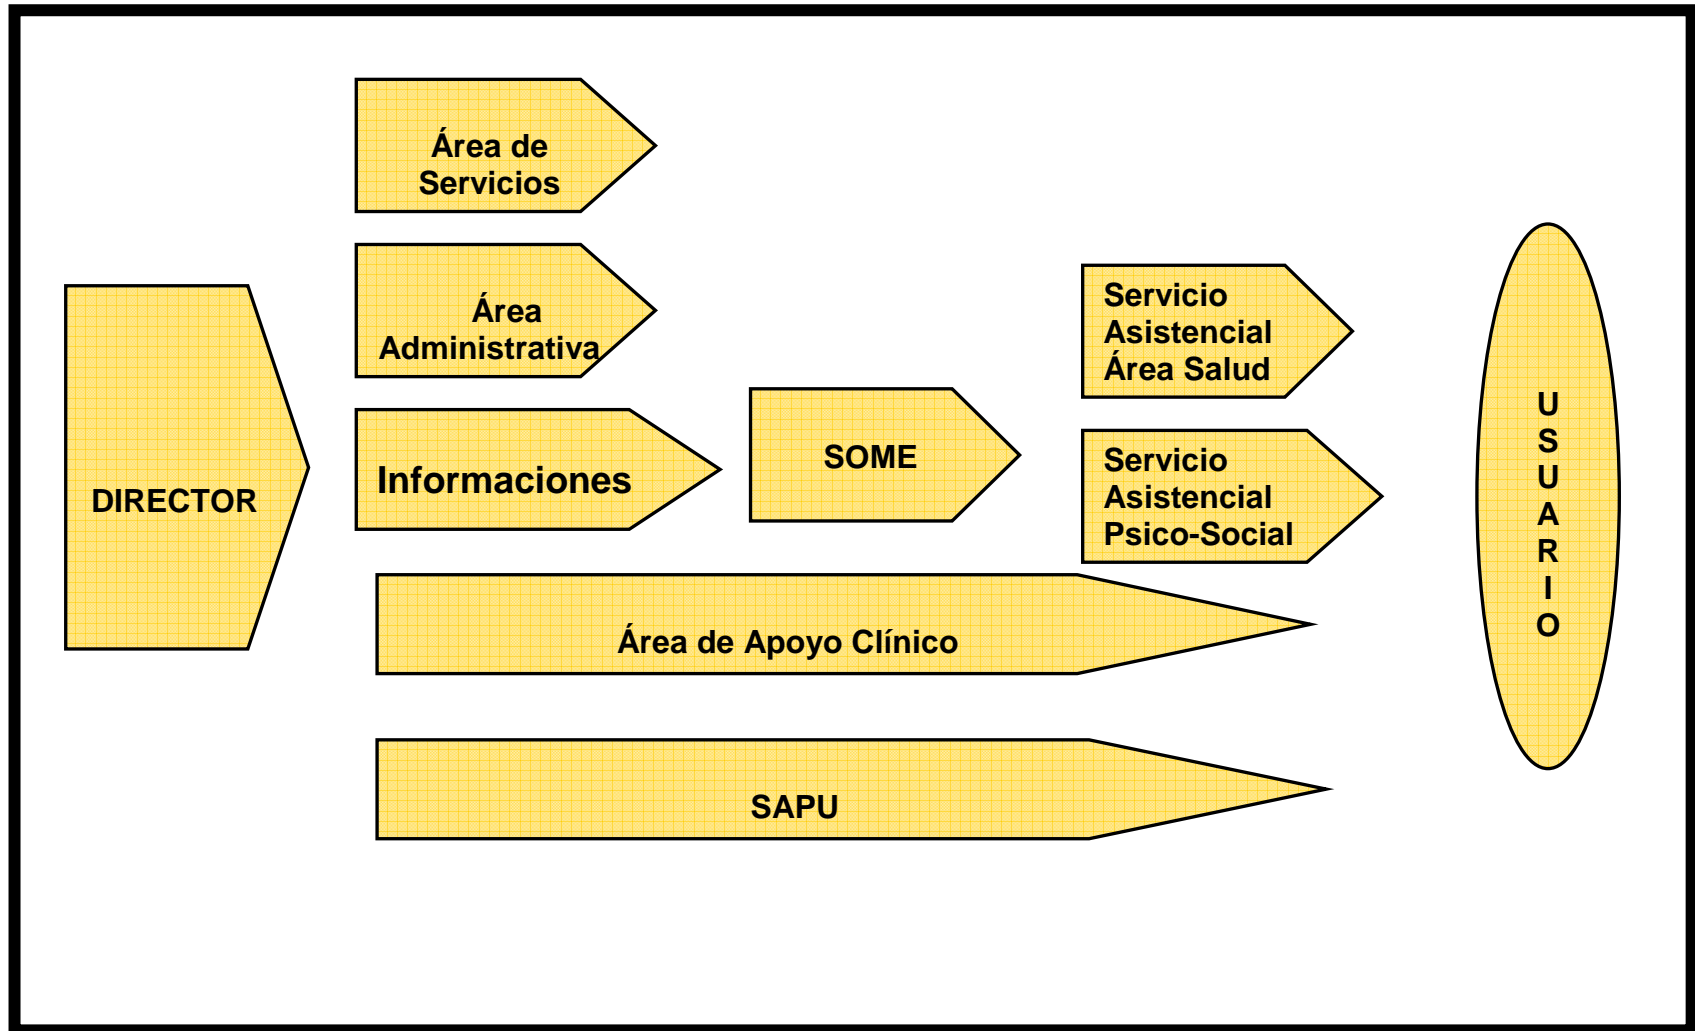 DIRECTOR
Área de
Servicios
Área
Administrativa
Informaciones
SOME
Servicio
Asistencial
Área Salud
Servicio
Asistencial
Psico-Social
Área de Apoyo Clínico
SAPU
U
S
U
A
R
I
O